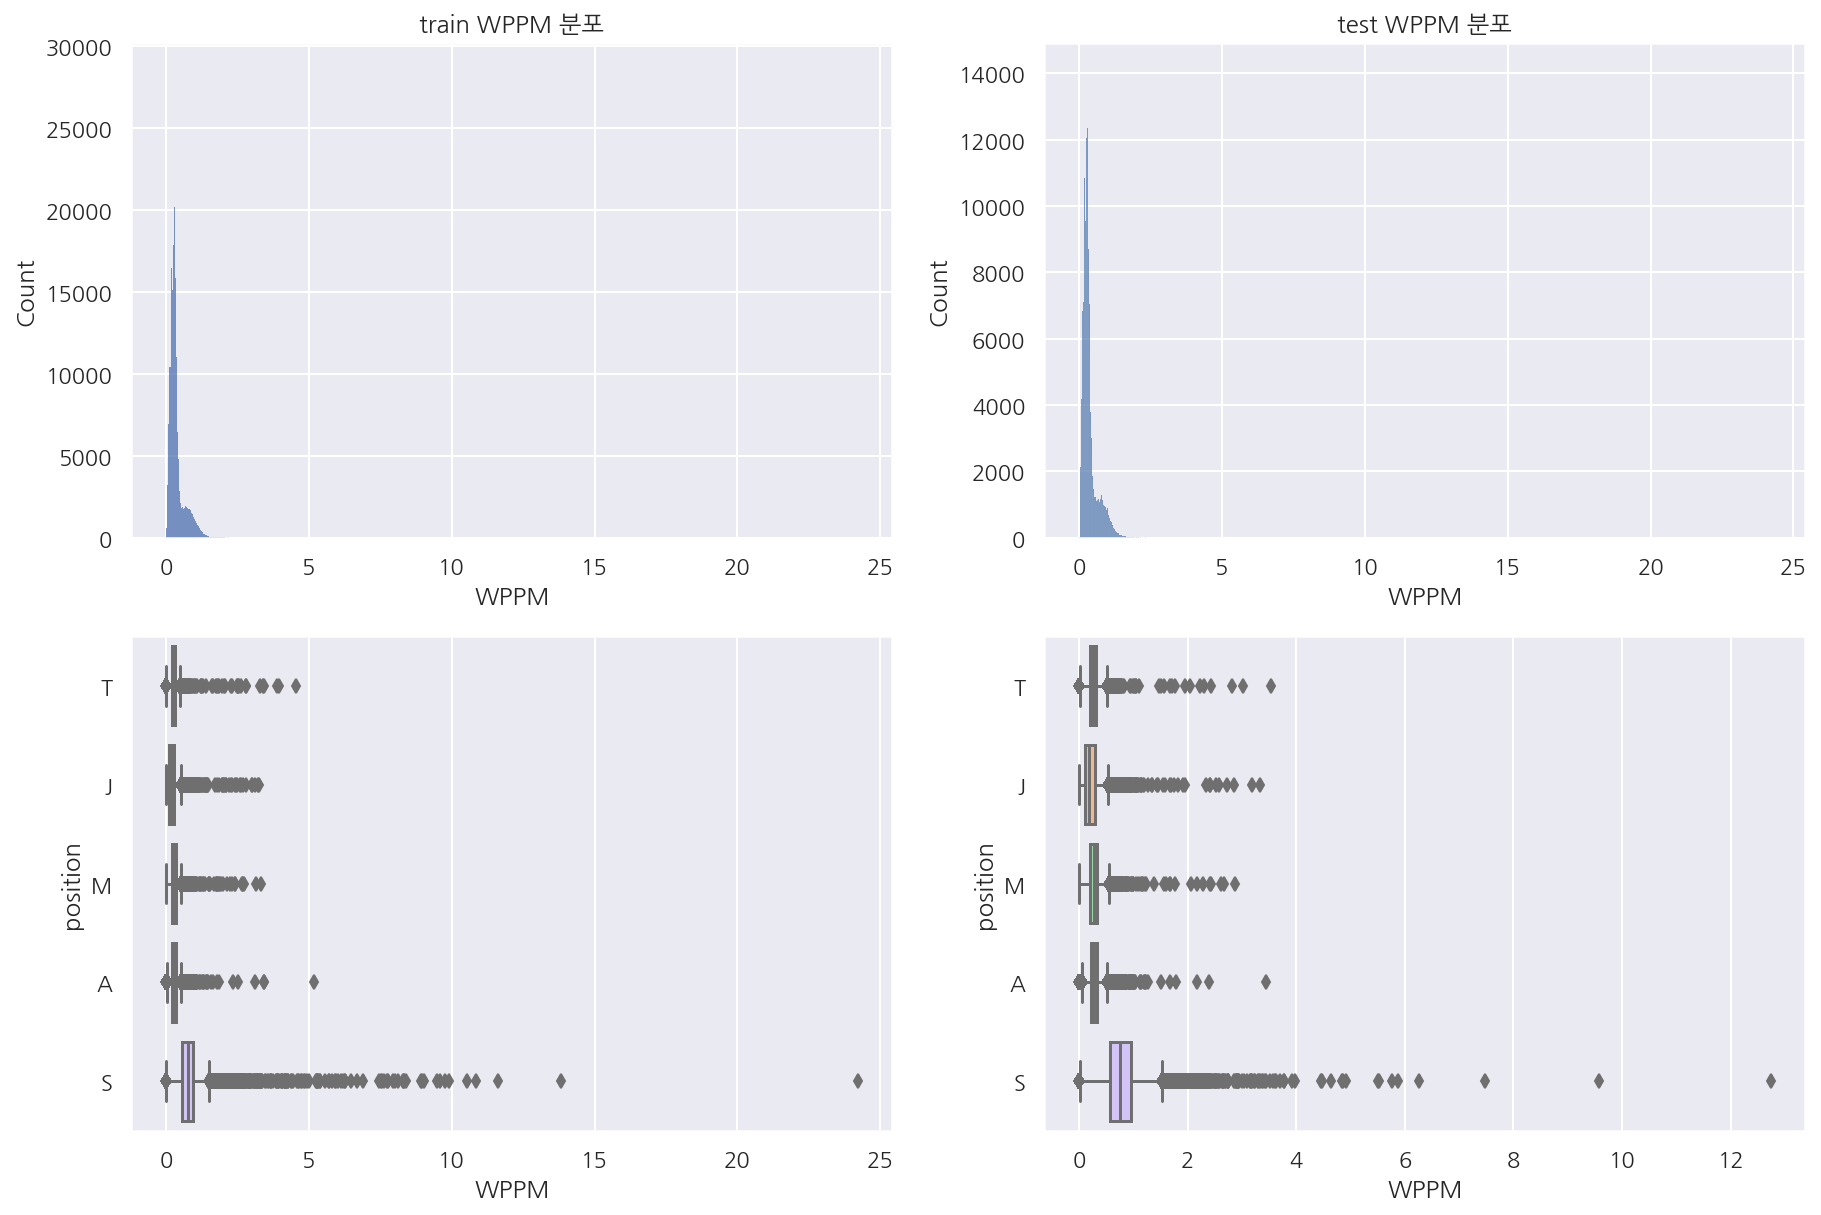 train WPPM 분포
30000
25000
20000
15000
10000
5000
0
Count
0 5 10 15 20 25
WPPM
test WPPM 분포
14000
12000
10000
8000
6000
4000
2000
0
Count
0 5 10 15 20 25
WPPM
T
J
M
A
S
position
0 5 10 15 20 25
WPPM
T
J
M
A
S
position
0 2 4 6 8 10 12
WPPM